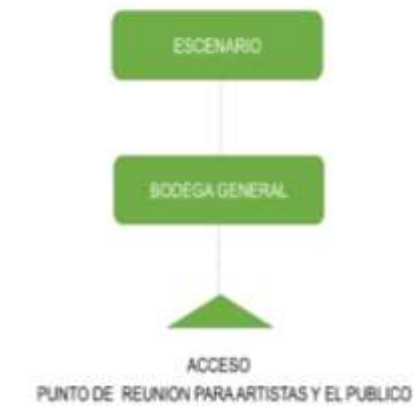 ESCENARIO
BODEGA GENERAL
ACCESO
PUNTO DE REUNION PARA ARTISTAS Y EL PUBLICO